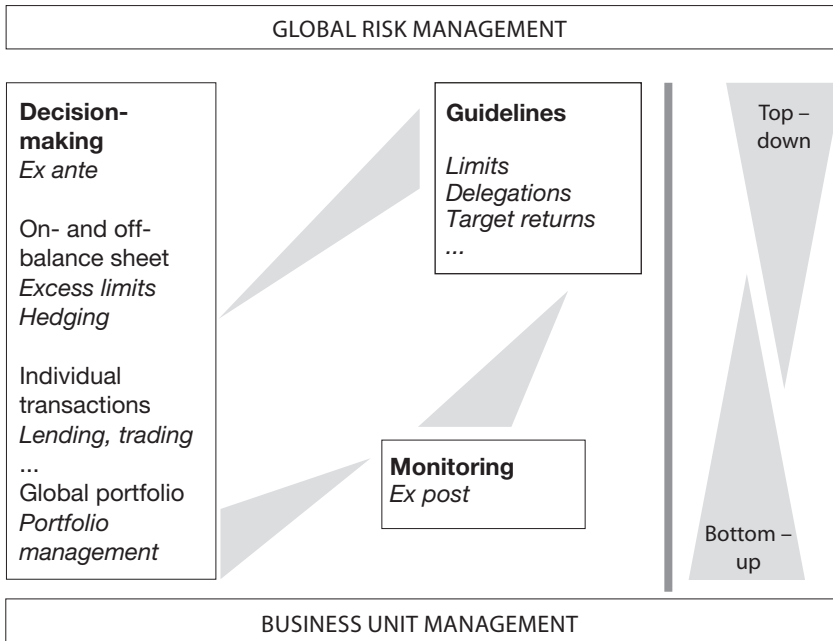 GLOBAL RISK MANAGEMENT
Decision-
making
Ex ante
On- and off-
balance sheet
Excess limits
Hedging
Individual
transactions
Lending, trading
...
Global portfolio
Portfolio
management
Guidelines
Limits
Delegations
Target returns
...
Monitoring
Ex post
Top –
down
Bottom –
up
BUSINESS UNIT MANAGEMENT